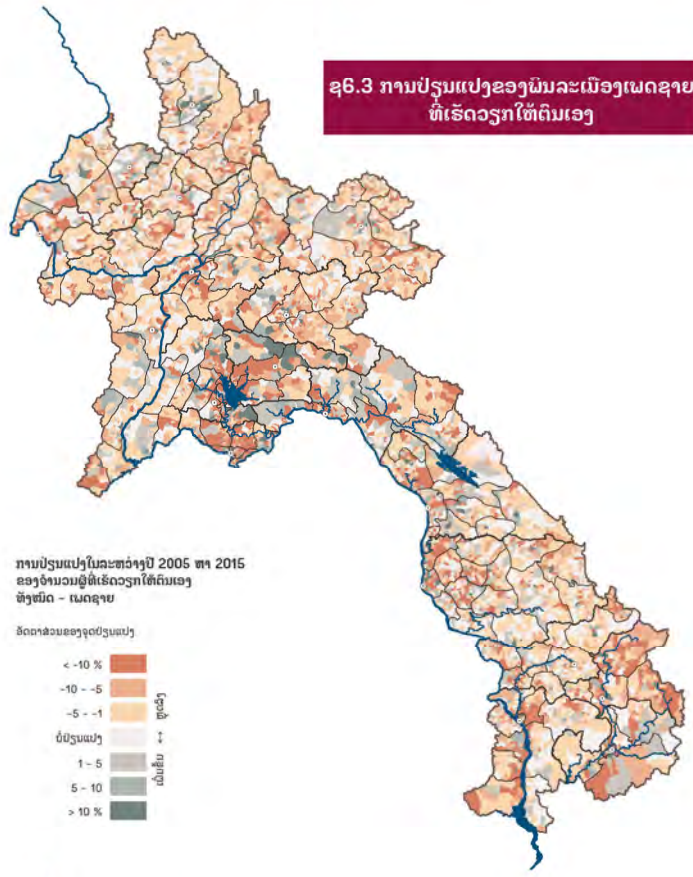 ຊ6.3 ການປ່ຽນແປງຂອງພົນລະເມືອງເພດຊາຍ
ທີ່ເຮັດວຽກໃຫ້ຕົນເອງ
ການປ່ຽນແປງໃນລະຫວ່າງປີ 2005 ຫາ 2015
ຂອງຈຳນວນຜູ້ທີ່ເຮັດວຽກໃຫ້ຕົນເອງ
ທັງໝົດ – ເພດຊາຍ
ອັດຕາສ່ວນຂອງຈຸດປ່ຽນແປງ
< -10 %
-10 – -5
-5 – -1
ບໍ່ປ່ຽນແປງ
1 – 5
5 – 10
> 10 %
ຫຼຸດລົງ
↔
ເພີ່ມຂຶ້ນ